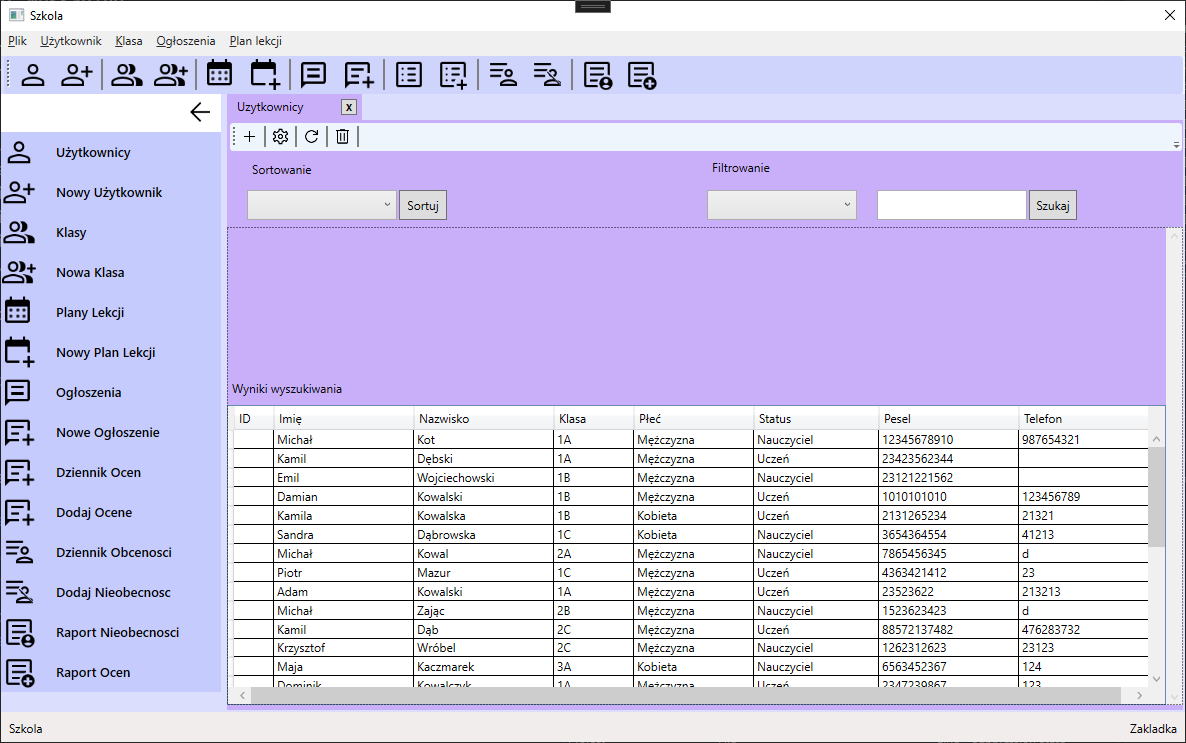 Szkola
Plik Użytkownik Klasa Ogłoszenia Plan lekcji
Użytkownicy
Nowy Użytkownik
Klasy
Nowa Klasa
Plany Lekcji
Nowy Plan Lekcji
Ogłoszenia
Nowe Ogłoszenie
Dziennik Ocen
Dodaj Ocene
Dziennik Obcenosci
Dodaj Nieobecnosc
Raport Nieobecnosci
Raport Ocen
Uzytkownicy x
Sortowanie Filtrowanie
Sortuj Szukaj
Wyniki wyszukiwania
ID Imię Nazwisko Klasa Płeć Status Pesel Telefon
Michał Kot 1A Mężczyzna Nauczyciel 12345678910 987654321
Kamil Dębski 1A Mężczyzna Uczeń 23423562344
Emil Wojciechowski 1B Mężczyzna Nauczyciel 23121221562
Damian Kowalski 1B Mężczyzna Uczeń 1010101010 123456789
Kamila Kowalska 1B Kobieta Uczeń 2131265234 21321
Sandra Dąbrowska 1C Kobieta Nauczyciel 3654364554 41213
Michał Kowal 2A Mężczyzna Nauczyciel 7865456345 d
Piotr Mazur 1C Mężczyzna Uczeń 4363421412 23
Adam Kowalski 1A Mężczyzna Uczeń 23523622 213213
Michał Zając 2B Mężczyzna Nauczyciel 1523623423 d
Kamil Dąb 2C Mężczyzna Uczeń 88572137482 476283732
Krzysztof Wróbel 2C Mężczyzna Nauczyciel 1262312623 23123
Maja Kaczmarek 3A Kobieta Nauczyciel 6563452367 124
Dominik Kowalczyk 1A Mężczyzna Uczeń 2347239867 123
Szkola Zakladka